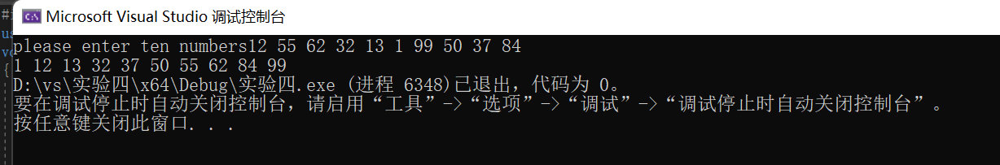 Microsoft Visual Studio 调试控制台
please enter ten numbers12 55 62 32 13 1 99 50 37 84
1 12 13 32 37 50 55 62 84 99
D:\vs\实验四\x64\Debug\实验四.exe (进程 6348)已退出，代码为 0。
要在调试停止时自动关闭控制台，请启用“工具”->“选项”->“调试”->“调试停止时自动关闭控制台”。
按任意键关闭此窗口. . .